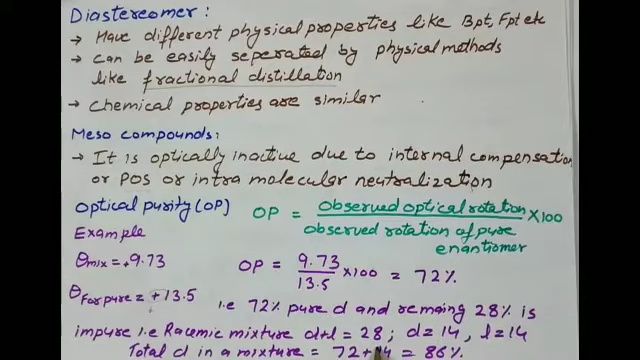 Diastereomer:
→ Have different physical properties like Bpt, Fpt etc
→ can be easily seperated by physical methods
like fractional distillation
→ chemical properties are similar
Meso compounds:
→ It is optically inactive due to internal compensation
or POS or intra molecular neutralization
Optical purity (OP) OP = Observed optical rotation / Observed rotation of pure enantiomer × 100
Example
θmix = +9.73 OP = 9.73 / 13.5 × 100 = 72%
θFor pure = +13.5 i.e 72% pure d and remaing 28% is
impure i.e Racemic mixture d+l = 28; d = 14, l = 14
Total d in a mixture = 72+14 = 86%